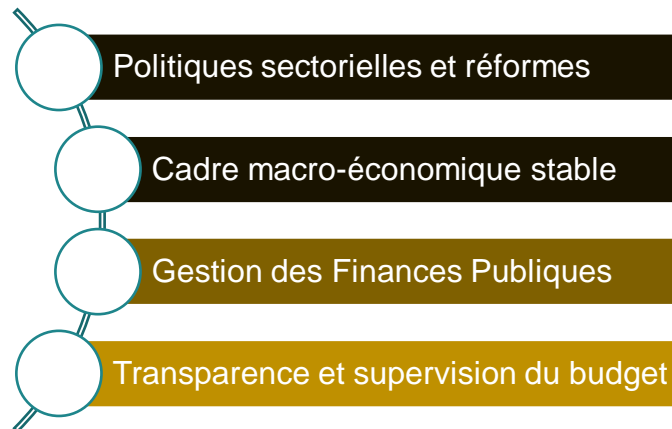 Politiques sectorielles et réformes
Cadre macro-économique stable
Gestion des Finances Publiques
Transparence et supervision du budget